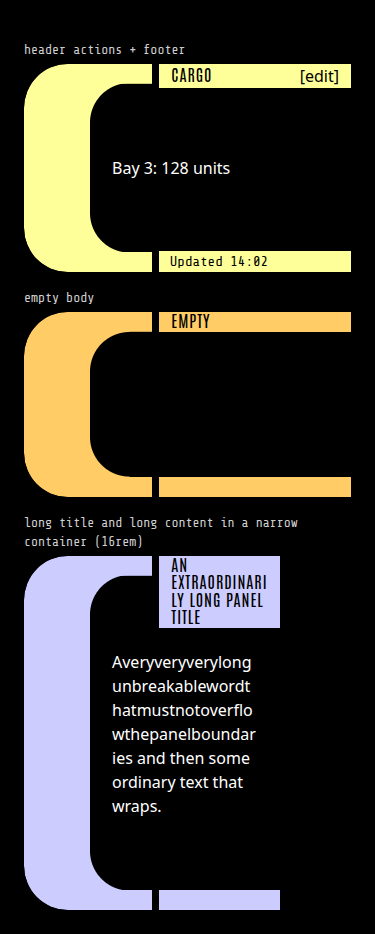 header actions + footer
CARGO [edit]
Bay 3: 128 units
Updated 14:02
empty body
EMPTY
long title and long content in a narrow
container (16rem)
AN
EXTRAORDINARI
LY LONG PANEL
TITLE
Averyveryverylong
unbreakablewordt
hatmustnotoverflo
wthepanelboundar
ies and then some
ordinary text that
wraps.